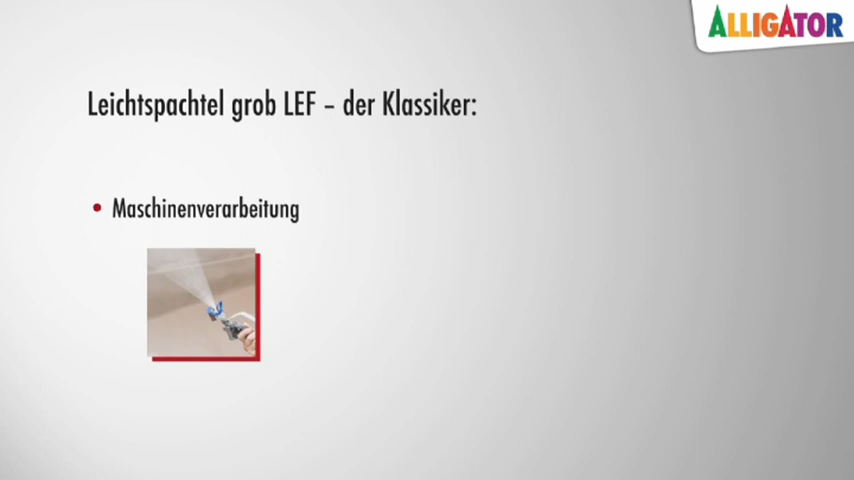 ALLIGATOR
Leichtspachtel grob LEF – der Klassiker:
• Maschinenverarbeitung